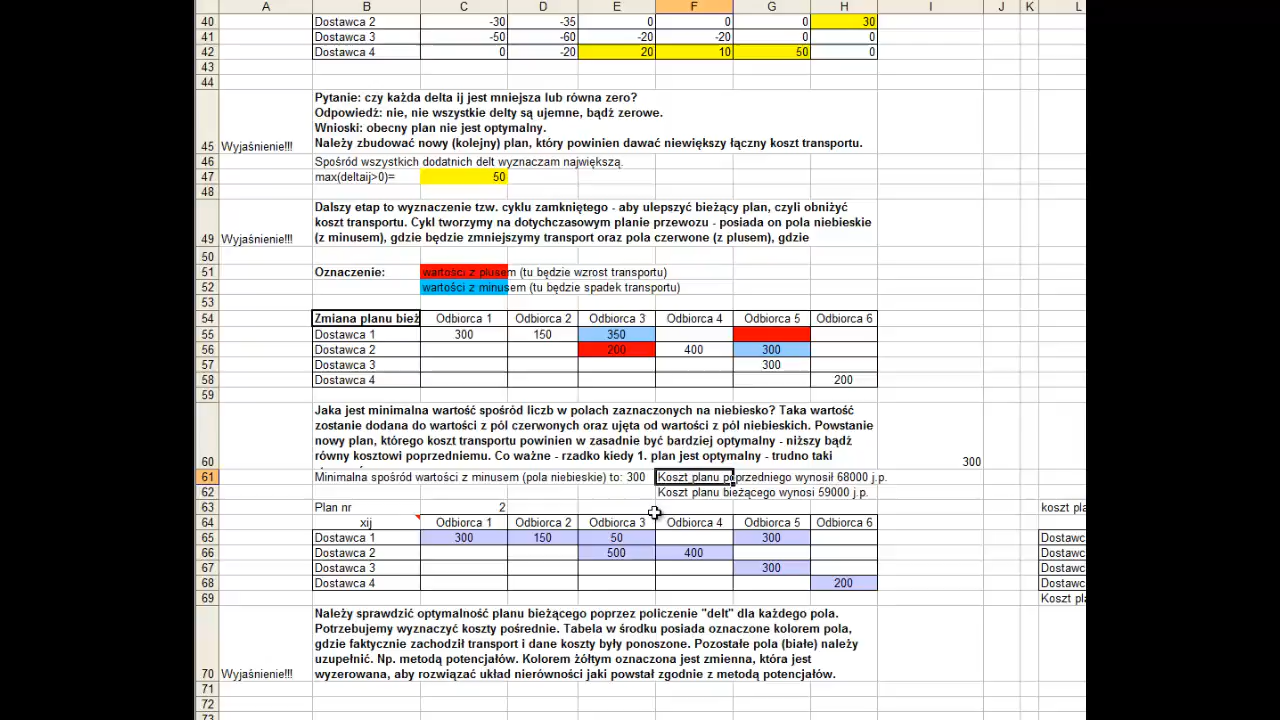 A B C D E F G H I J K L
40 Dostawca 2 -30 -35 0 0 0 30
41 Dostawca 3 -50 -60 -20 -20 0 0
42 Dostawca 4 0 -20 20 10 50 0
43
44
Pytanie: czy każda delta ij jest mniejsza lub równa zero?
Odpowiedź: nie, nie wszystkie delty są ujemne, bądź zerowe.
Wnioski: obecny plan nie jest optymalny.
45 Wyjaśnienie!!! Należy zbudować nowy (kolejny) plan, który powinien dawać niewiększy łączny koszt transportu.
46 Spośród wszystkich dodatnich delt wyznaczam największą.
47 max(deltaij>0)= 50
48
Dalszy etap to wyznaczenie tzw. cyklu zamkniętego - aby ulepszyć bieżący plan, czyli obniżyć
koszt transportu. Cykl tworzymy na dotychczasowym planie przewozu - posiada on pola niebieskie
49 Wyjaśnienie!!! (z minusem), gdzie będzie zmniejszymy transport oraz pola czerwone (z plusem), gdzie
50
51 Oznaczenie: wartości z plusem (tu będzie wzrost transportu)
52 wartości z minusem (tu będzie spadek transportu)
53
54 Zmiana planu bież Odbiorca 1 Odbiorca 2 Odbiorca 3 Odbiorca 4 Odbiorca 5 Odbiorca 6
55 Dostawca 1 300 150 350
56 Dostawca 2 200 400 300
57 Dostawca 3 300
58 Dostawca 4 200
59
Jaka jest minimalna wartość spośród liczb w polach zaznaczonych na niebiesko? Taka wartość
zostanie dodana do wartości z pól czerwonych oraz ujęta od wartości z pól niebieskich. Powstanie
nowy plan, którego koszt transportu powinien w zasadnie być bardziej optymalny - niższy bądź
60 równy kosztowi poprzedniemu. Co ważne - rzadko kiedy 1. plan jest optymalny - trudno taki 300
61 Minimalna spośród wartości z minusem (pola niebieskie) to: 300 Koszt planu poprzedniego wynosił 68000 j.p.
62 Koszt planu bieżącego wynosi 59000 j.p.
63 Plan nr 2 koszt pla
64 xij Odbiorca 1 Odbiorca 2 Odbiorca 3 Odbiorca 4 Odbiorca 5 Odbiorca 6
65 Dostawca 1 300 150 50 300 Dostawc
66 Dostawca 2 500 400 Dostawc
67 Dostawca 3 300 Dostawc
68 Dostawca 4 200 Dostawc
69 Koszt pla
Należy sprawdzić optymalność planu bieżącego poprzez policzenie "delt" dla każdego pola.
Potrzebujemy wyznaczyć koszty pośrednie. Tabela w środku posiada oznaczone kolorem pola,
gdzie faktycznie zachodził transport i dane koszty były ponoszone. Pozostałe pola (białe) należy
uzupełnić. Np. metodą potencjałów. Kolorem żółtym oznaczona jest zmienna, która jest
70 Wyjaśnienie!!! wyzerowana, aby rozwiązać układ nierówności jaki powstał zgodnie z metodą potencjałów.
71
72
73